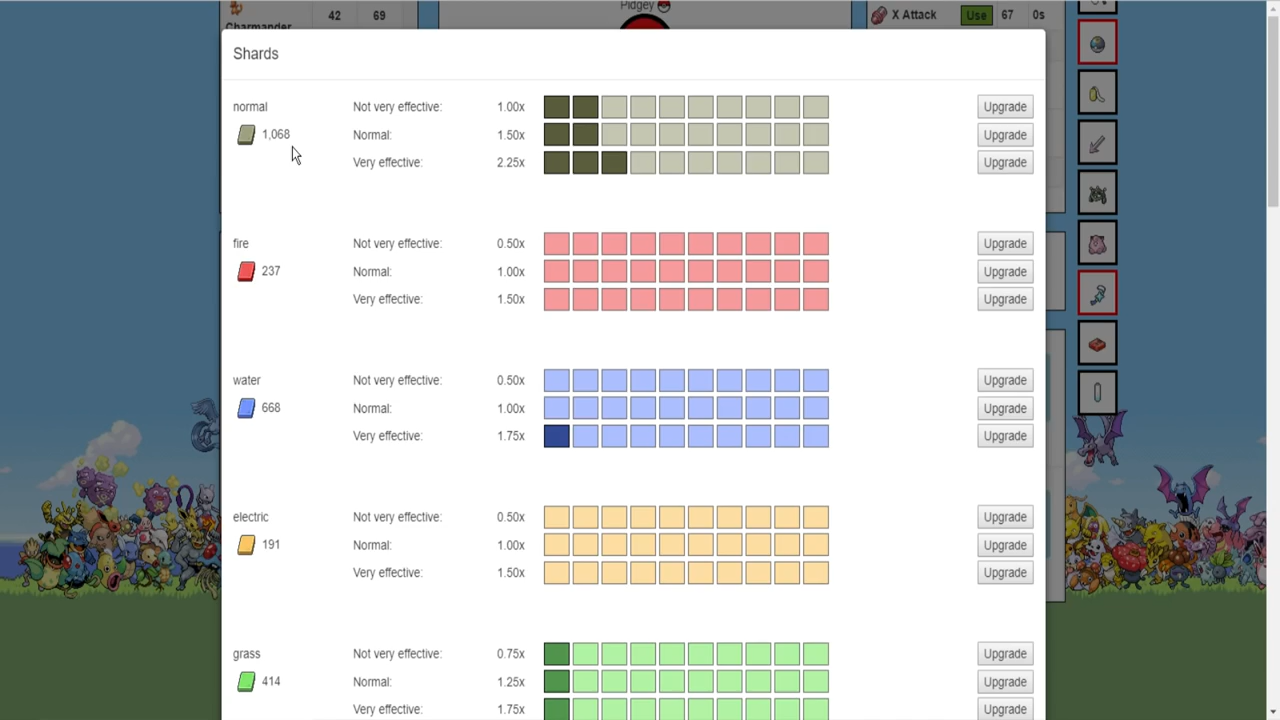 Charmander 42 69
Pidgey
X Attack Use 67 0s
Shards
normal Not very effective: 1.00x Upgrade
1,068 Normal: 1.50x Upgrade
Very effective: 2.25x Upgrade
fire Not very effective: 0.50x Upgrade
237 Normal: 1.00x Upgrade
Very effective: 1.50x Upgrade
water Not very effective: 0.50x Upgrade
668 Normal: 1.00x Upgrade
Very effective: 1.75x Upgrade
electric Not very effective: 0.50x Upgrade
191 Normal: 1.00x Upgrade
Very effective: 1.50x Upgrade
grass Not very effective: 0.75x Upgrade
414 Normal: 1.25x Upgrade
Very effective: 1.75x Upgrade